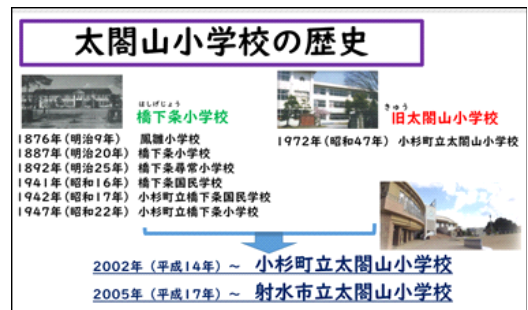 太閤山小学校の歴史
はしげじょう
橋下条小学校
1876年(明治9年) 鳳雛小学校
1887年(明治20年) 橋下条小学校
1892年(明治25年) 橋下条尋常小学校
1941年(昭和16年) 橋下条国民学校
1942年(昭和17年) 小杉町立橋下条国民学校
1947年(昭和22年) 小杉町立橋下条小学校
きゅう
旧太閤山小学校
1972年(昭和47年) 小杉町立太閤山小学校
2002年(平成14年)~ 小杉町立太閤山小学校
2005年(平成17年)~ 射水市立太閤山小学校